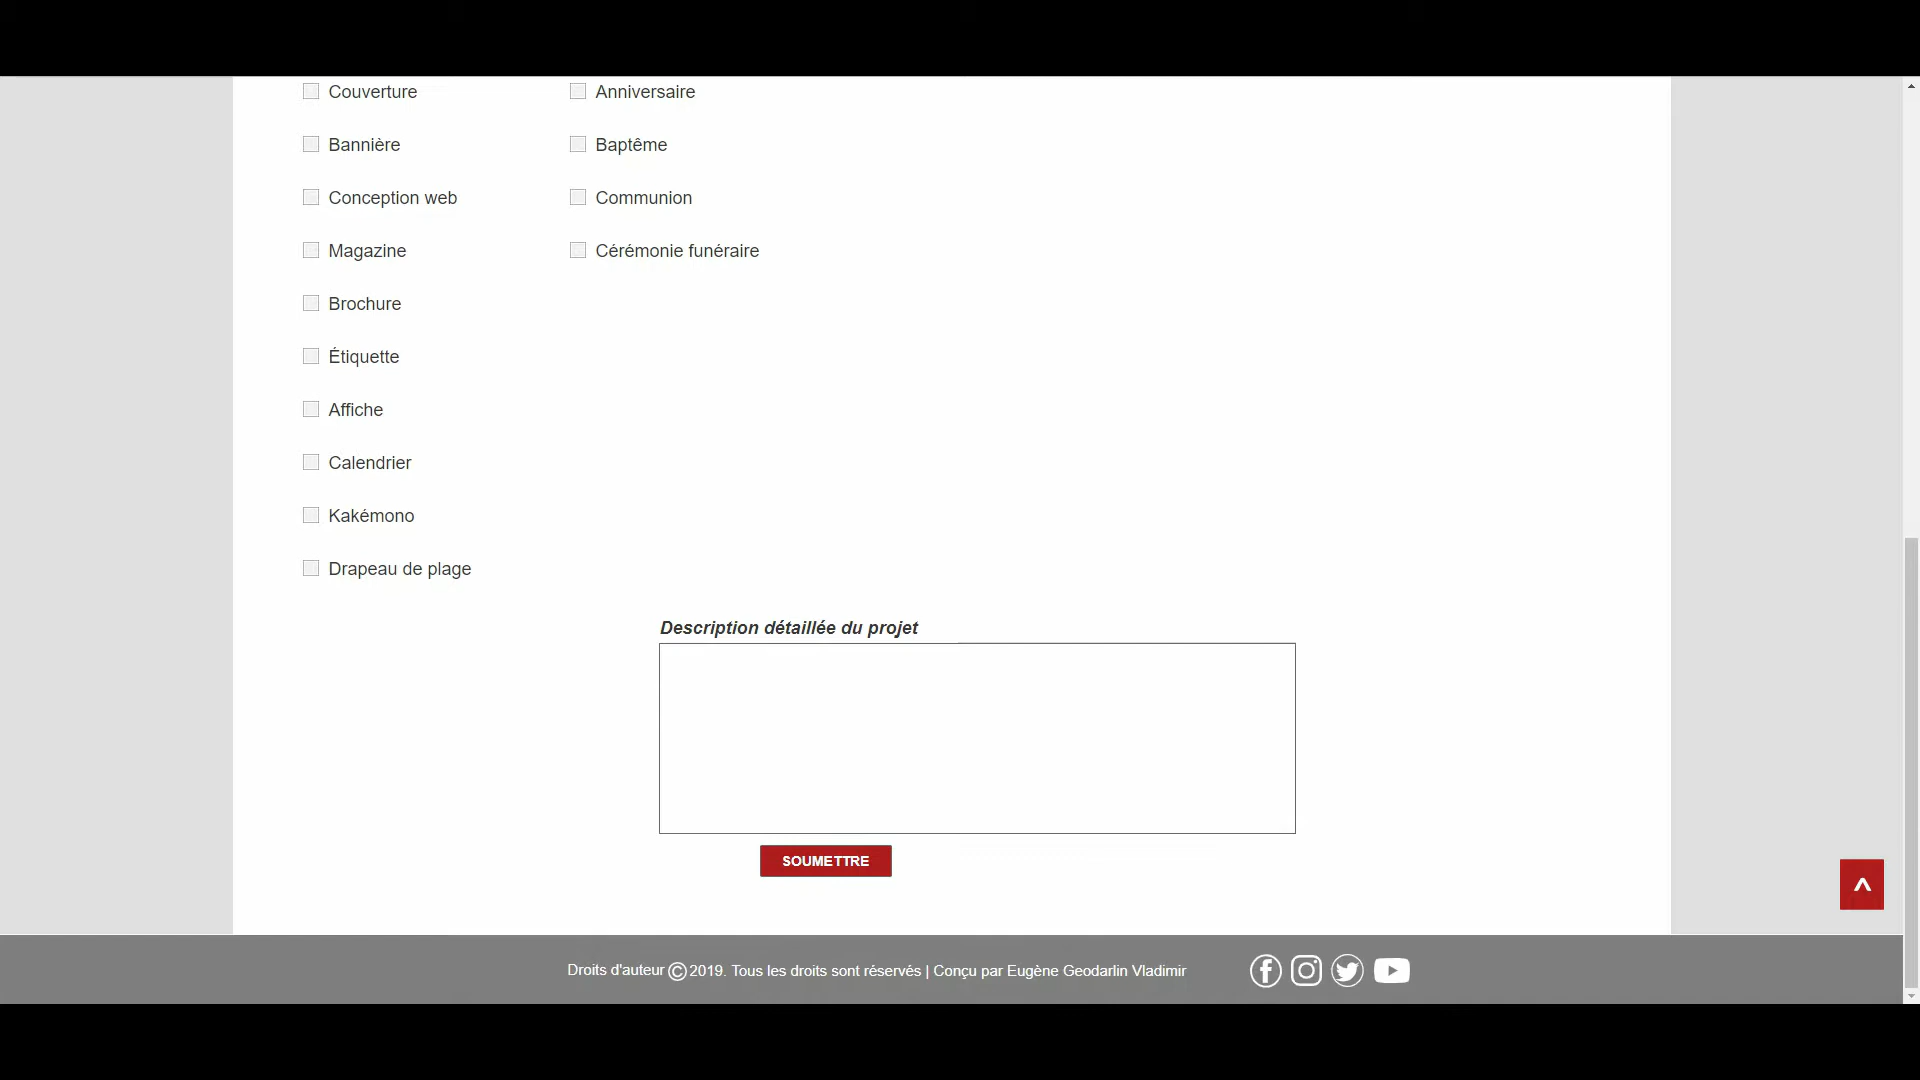 Couverture
Anniversaire
Bannière
Baptême
Conception web
Communion
Magazine
Cérémonie funéraire
Brochure
Étiquette
Affiche
Calendrier
Kakémono
Drapeau de plage
Description détaillée du projet
SOUMETTRE
Droits d'auteur © 2019. Tous les droits sont réservés | Conçu par Eugène Geodarlin Vladimir